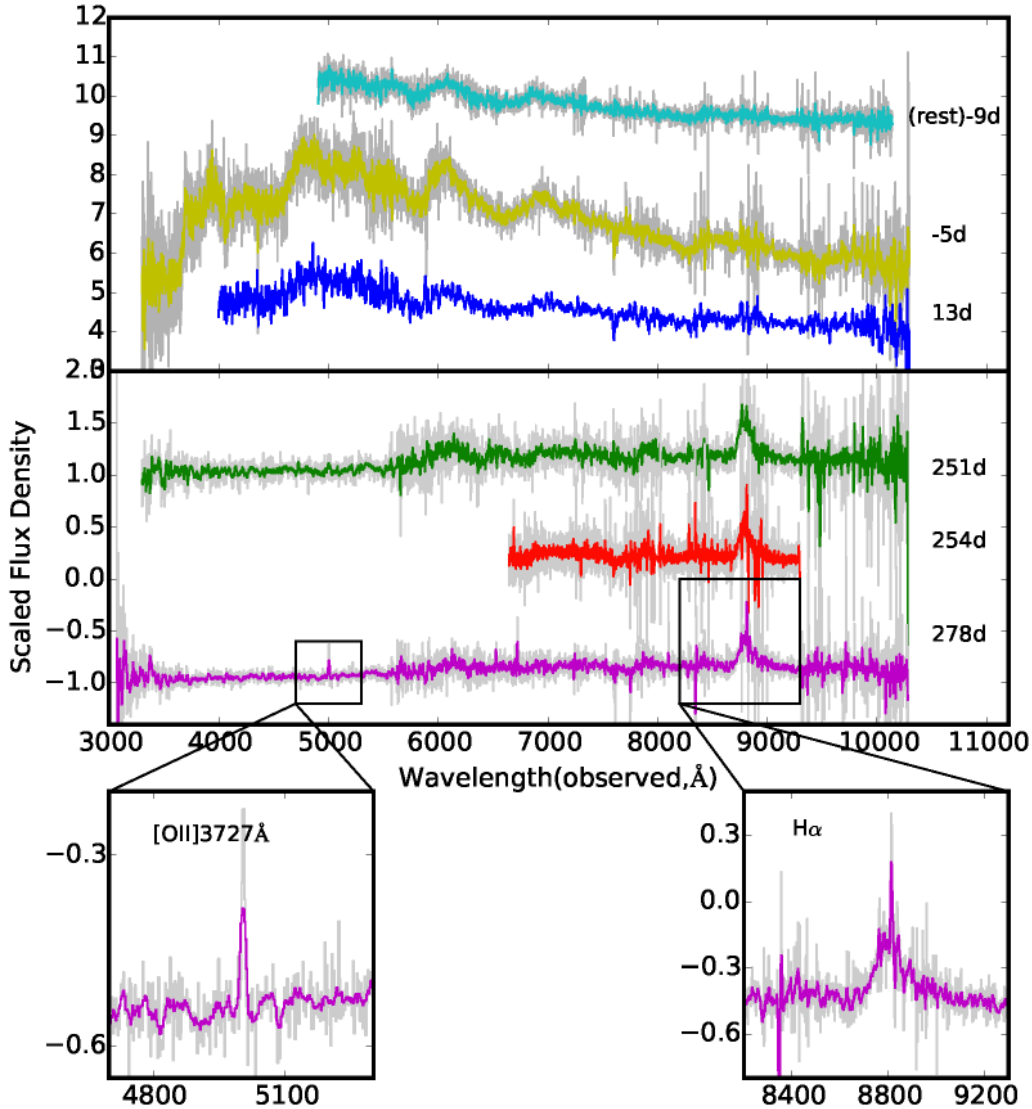 12
11
10
9
8
7
6
5
4
3
(rest)-9d
-5d
13d
2.0
1.5
1.0
0.5
0.0
−0.5
−1.0
251d
254d
278d
Scaled Flux Density
3000 4000 5000 6000 7000 8000 9000 10000 11000
Wavelength(observed,Å)
[OII]3727Å
−0.3
−0.6
4800 5100
Hα
0.3
0.0
−0.3
−0.6
8400 8800 9200